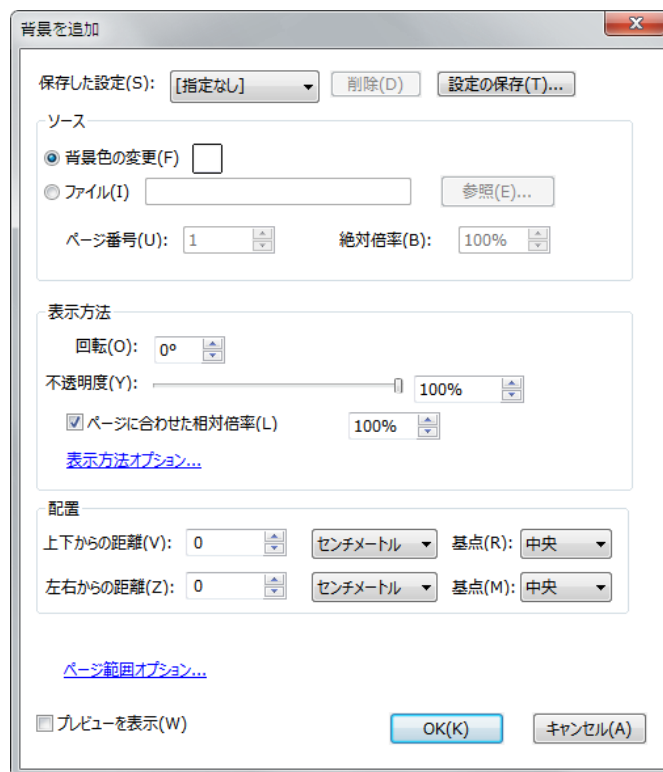 背景を追加
保存した設定(S): [指定なし] 削除(D) 設定の保存(T)...
ソース
背景色の変更(F)
ファイル(I) 参照(E)...
ページ番号(U): 1 絶対倍率(B): 100%
表示方法
回転(O): 0º
不透明度(Y): 100%
ページに合わせた相対倍率(L) 100%
表示方法オプション...
配置
上下からの距離(V): 0 センチメートル 基点(R): 中央
左右からの距離(Z): 0 センチメートル 基点(M): 中央
ページ範囲オプション...
プレビューを表示(W) OK(K) キャンセル(A)